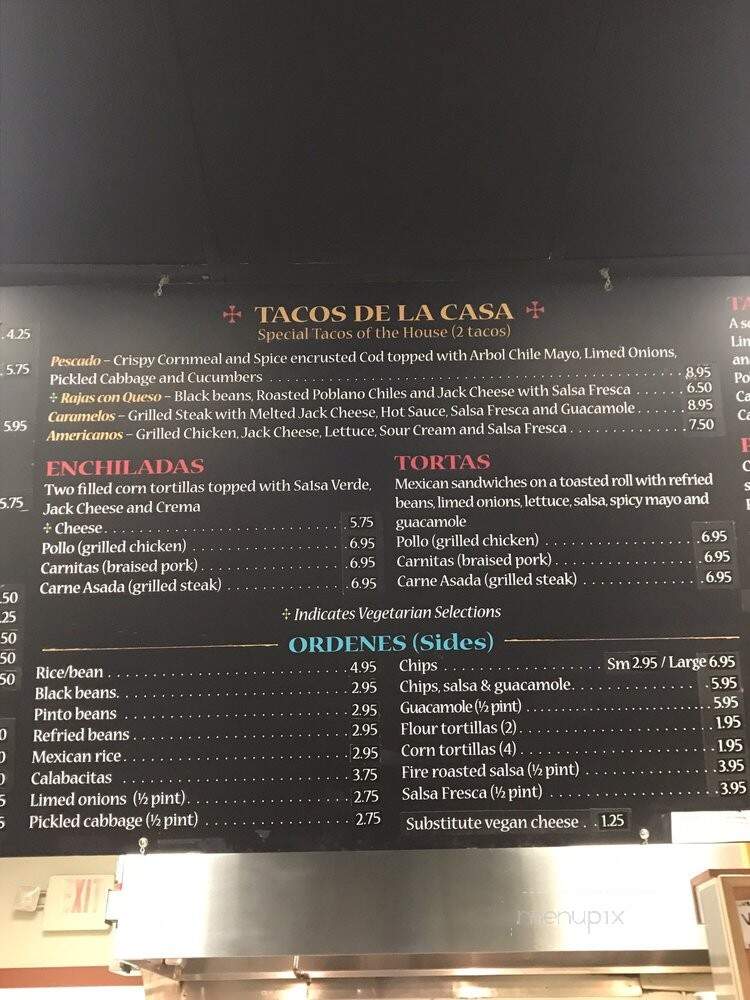 ✣ TACOS DE LA CASA ✣
Special Tacos of the House (2 tacos)
Pescado – Crispy Cornmeal and Spice encrusted Cod topped with Arbol Chile Mayo, Limed Onions,
Pickled Cabbage and Cucumbers 8.95
✣ Rajas con Queso – Black beans, Roasted Poblano Chiles and Jack Cheese with Salsa Fresca 6.50
Caramelos – Grilled Steak with Melted Jack Cheese, Hot Sauce, Salsa Fresca and Guacamole 8.95
Americanos – Grilled Chicken, Jack Cheese, Lettuce, Sour Cream and Salsa Fresca 7.50
ENCHILADAS
Two filled corn tortillas topped with Salsa Verde,
Jack Cheese and Crema
✣ Cheese 5.75
Pollo (grilled chicken) 6.95
Carnitas (braised pork) 6.95
Carne Asada (grilled steak) 6.95
TORTAS
Mexican sandwiches on a toasted roll with refried
beans, limed onions, lettuce, salsa, spicy mayo and
guacamole
Pollo (grilled chicken) 6.95
Carnitas (braised pork) 6.95
Carne Asada (grilled steak) 6.95
✣ Indicates Vegetarian Selections
ORDENES (Sides)
Rice/bean 4.95
Black beans 2.95
Pinto beans 2.95
Refried beans 2.95
Mexican rice 2.95
Calabacitas 3.75
Limed onions (½ pint) 2.75
Pickled cabbage (½ pint) 2.75
Chips Sm 2.95 / Large 6.95
Chips, salsa & guacamole 5.95
Guacamole (½ pint) 5.95
Flour tortillas (2) 1.95
Corn tortillas (4) 1.95
Fire roasted salsa (½ pint) 3.95
Salsa Fresca (½ pint) 3.95
Substitute vegan cheese 1.25
4.25
5.75
5.95
5.75
menupix